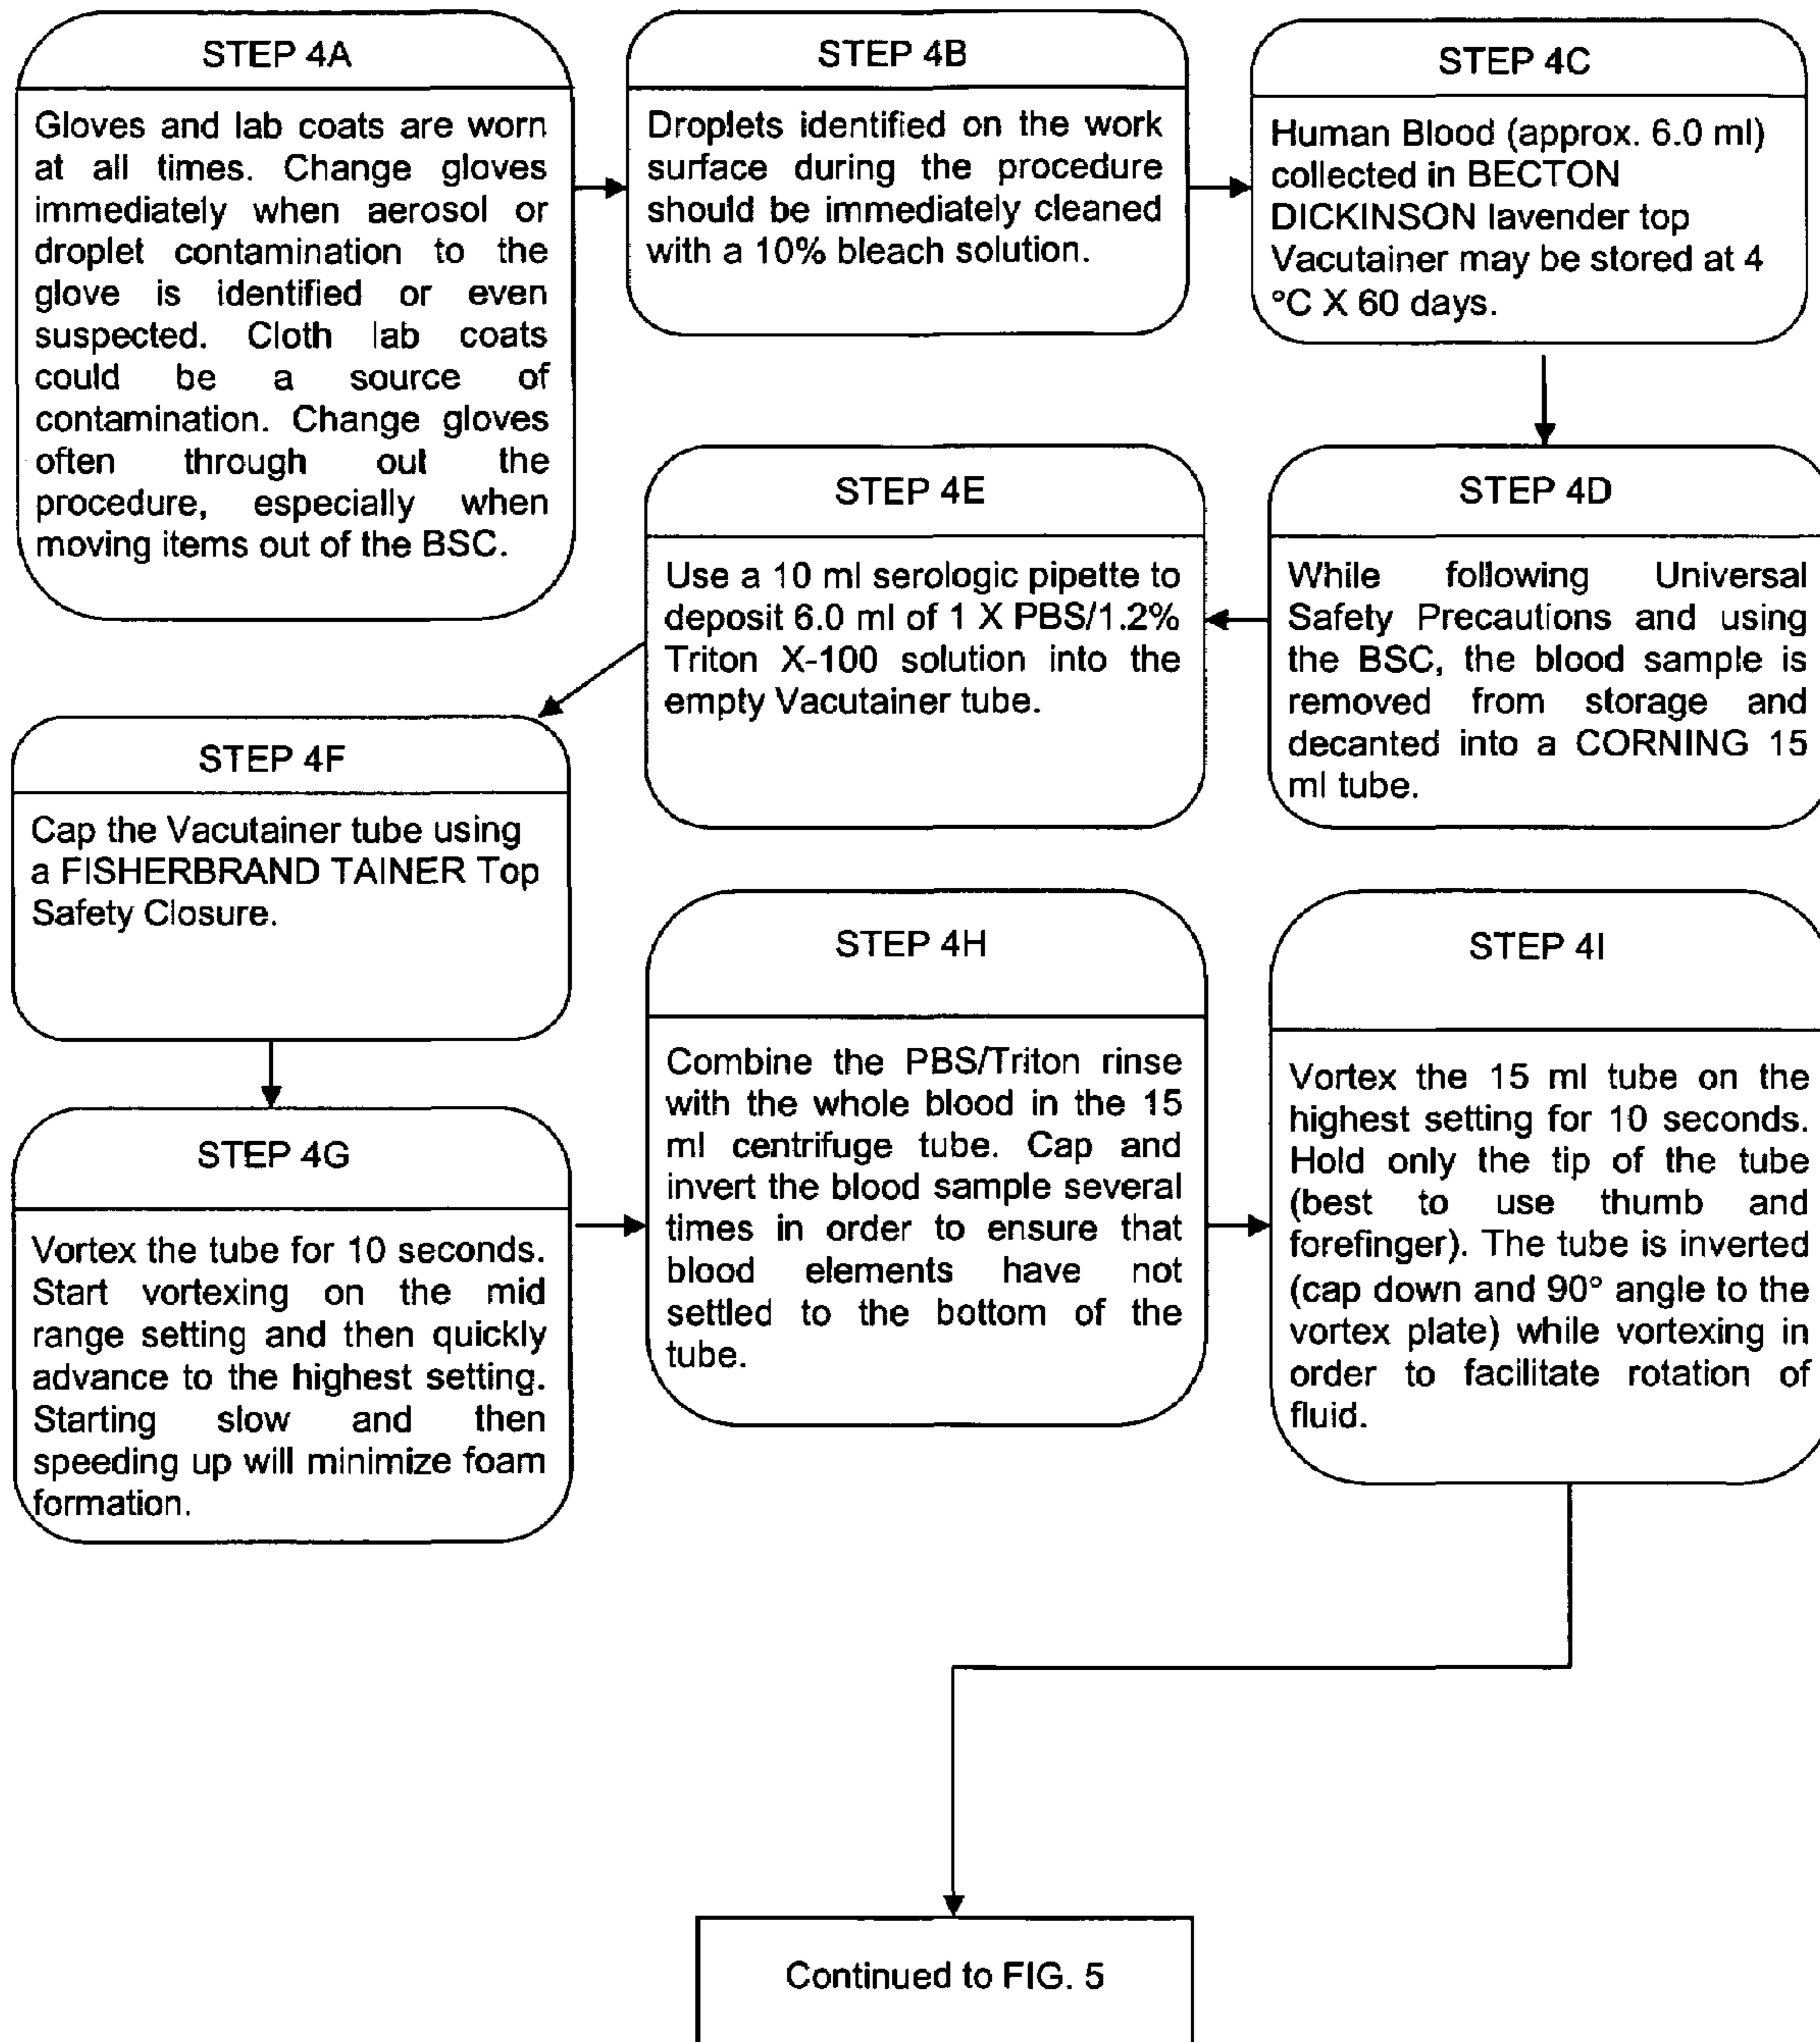 STEP 4A
Gloves and lab coats are worn
at all times. Change gloves
immediately when aerosol or
droplet contamination to the
glove is identified or even
suspected. Cloth lab coats
could be a source of
contamination. Change gloves
often through out the
procedure, especially when
moving items out of the BSC.
STEP 4B
Droplets identified on the work
surface during the procedure
should be immediately cleaned
with a 10% bleach solution.
STEP 4C
Human Blood (approx. 6.0 ml)
collected in BECTON
DICKINSON lavender top
Vacutainer may be stored at 4
°C X 60 days.
STEP 4D
While following Universal
Safety Precautions and using
the BSC, the blood sample is
removed from storage and
decanted into a CORNING 15
ml tube.
STEP 4E
Use a 10 ml serologic pipette to
deposit 6.0 ml of 1 X PBS/1.2%
Triton X-100 solution into the
empty Vacutainer tube.
STEP 4F
Cap the Vacutainer tube using
a FISHERBRAND TAINER Top
Safety Closure.
STEP 4G
Vortex the tube for 10 seconds.
Start vortexing on the mid
range setting and then quickly
advance to the highest setting.
Starting slow and then
speeding up will minimize foam
formation.
STEP 4H
Combine the PBS/Triton rinse
with the whole blood in the 15
ml centrifuge tube. Cap and
invert the blood sample several
times in order to ensure that
blood elements have not
settled to the bottom of the
tube.
STEP 4I
Vortex the 15 ml tube on the
highest setting for 10 seconds.
Hold only the tip of the tube
(best to use thumb and
forefinger). The tube is inverted
(cap down and 90° angle to the
vortex plate) while vortexing in
order to facilitate rotation of
fluid.
Continued to FIG. 5